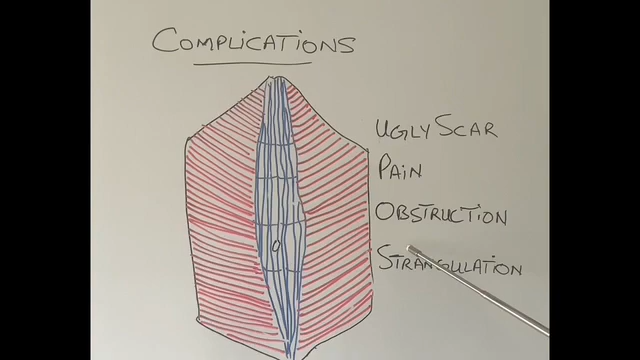 COMPLICATIONS
UGLY SCAR
PAIN
OBSTRUCTION
STRANGULATION